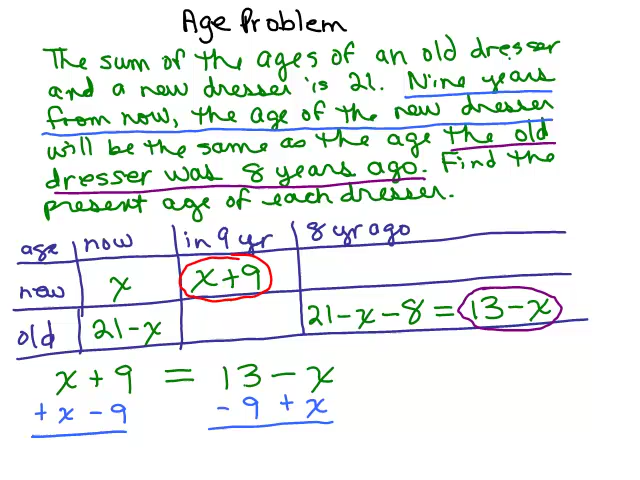 Age Problem
The sum of the ages of an old dresser
and a new dresser is 21. Nine years
from now, the age of the new dresser
will be the same as the age the old
dresser was 8 years ago. Find the
present age of each dresser.
age now in 9 yr 8 yr ago
new x x+9
old 21-x 21-x-8 = 13-x
x + 9 = 13 - x
+ x - 9 - 9 + x